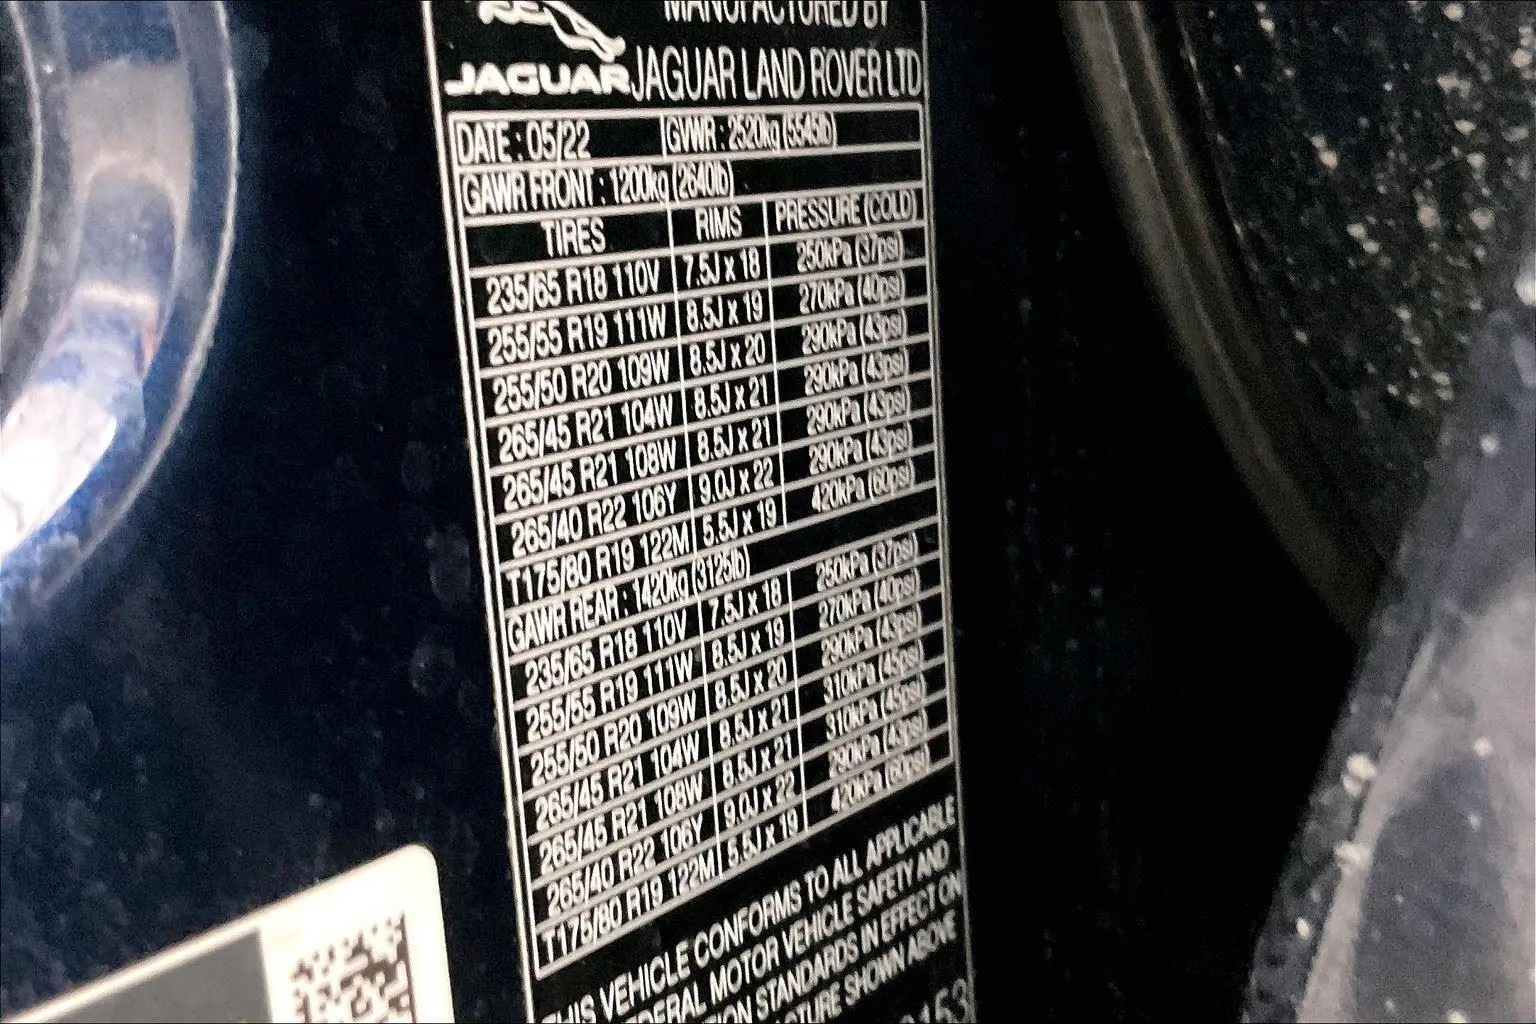 MANUFACTURED BY
JAGUAR JAGUAR LAND ROVER LTD
DATE : 05/22 GVWR : 2520kg (5545lb)
GAWR FRONT : 1200kg (2640lb)
TIRES RIMS PRESSURE (COLD)
235/65 R18 110V 7.5J x 18 250kPa (37psi)
255/55 R19 111W 8.5J x 19 270kPa (40psi)
255/50 R20 109W 8.5J x 20 290kPa (43psi)
265/45 R21 104W 8.5J x 21 290kPa (43psi)
265/45 R21 108W 8.5J x 21 290kPa (43psi)
265/40 R22 106Y 9.0J x 22 290kPa (43psi)
T175/80 R19 122M 5.5J x 19 420kPa (60psi)
GAWR REAR : 1420kg (3125lb)
235/65 R18 110V 7.5J x 18 250kPa (37psi)
255/55 R19 111W 8.5J x 19 270kPa (40psi)
255/50 R20 109W 8.5J x 20 290kPa (43psi)
265/45 R21 104W 8.5J x 21 310kPa (45psi)
265/45 R21 108W 8.5J x 21 310kPa (45psi)
265/40 R22 106Y 9.0J x 22 290kPa (43psi)
T175/80 R19 122M 5.5J x 19 420kPa (60psi)
THIS VEHICLE CONFORMS TO ALL APPLICABLE
FEDERAL MOTOR VEHICLE SAFETY AND
STANDARDS IN EFFECT ON
SHOWN ABOVE
153